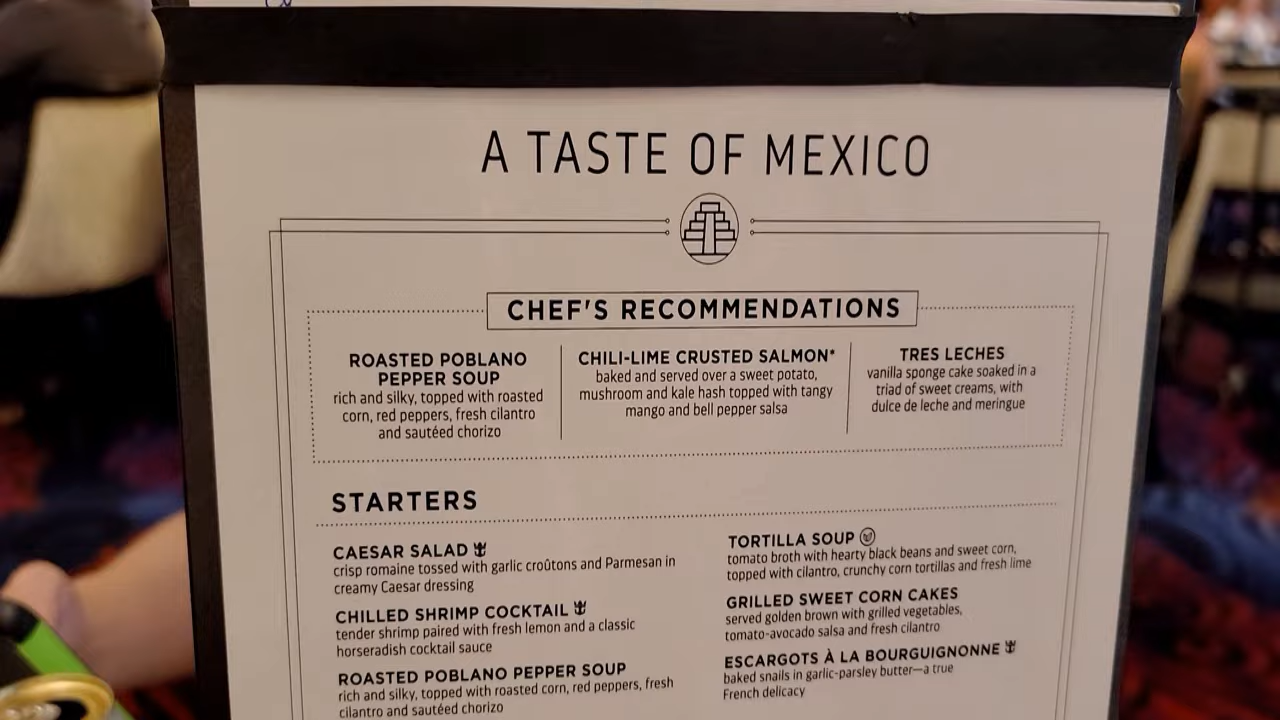 A TASTE OF MEXICO
CHEF'S RECOMMENDATIONS
ROASTED POBLANO
PEPPER SOUP
rich and silky, topped with roasted
corn, red peppers, fresh cilantro
and sautéed chorizo
CHILI-LIME CRUSTED SALMON*
baked and served over a sweet potato,
mushroom and kale hash topped with tangy
mango and bell pepper salsa
TRES LECHES
vanilla sponge cake soaked in a
triad of sweet creams, with
dulce de leche and meringue
STARTERS
CAESAR SALAD
crisp romaine tossed with garlic croûtons and Parmesan in
creamy Caesar dressing
CHILLED SHRIMP COCKTAIL
tender shrimp paired with fresh lemon and a classic
horseradish cocktail sauce
ROASTED POBLANO PEPPER SOUP
rich and silky, topped with roasted corn, red peppers, fresh
cilantro and sautéed chorizo
TORTILLA SOUP
tomato broth with hearty black beans and sweet corn,
topped with cilantro, crunchy corn tortillas and fresh lime
GRILLED SWEET CORN CAKES
served golden brown with grilled vegetables,
tomato-avocado salsa and fresh cilantro
ESCARGOTS À LA BOURGUIGNONNE
baked snails in garlic-parsley butter—a true
French delicacy